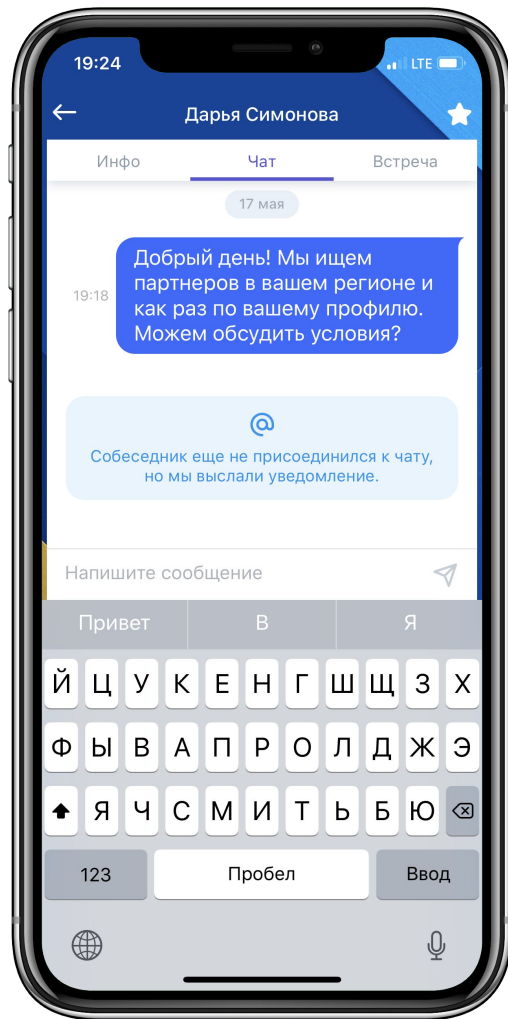 19:24
LTE
Дарья Симонова
Инфо Чат Встреча
17 мая
Добрый день! Мы ищем
партнеров в вашем регионе и
19:18
как раз по вашему профилю.
Можем обсудить условия?
@
Собеседник еще не присоединился к чату,
но мы выслали уведомление.
Напишите сообщение
Привет В Я
Й Ц У К Е Н Г Ш Щ З Х
Ф Ы В А П Р О Л Д Ж Э
Я Ч С М И Т Ь Б Ю
123 Пробел Ввод